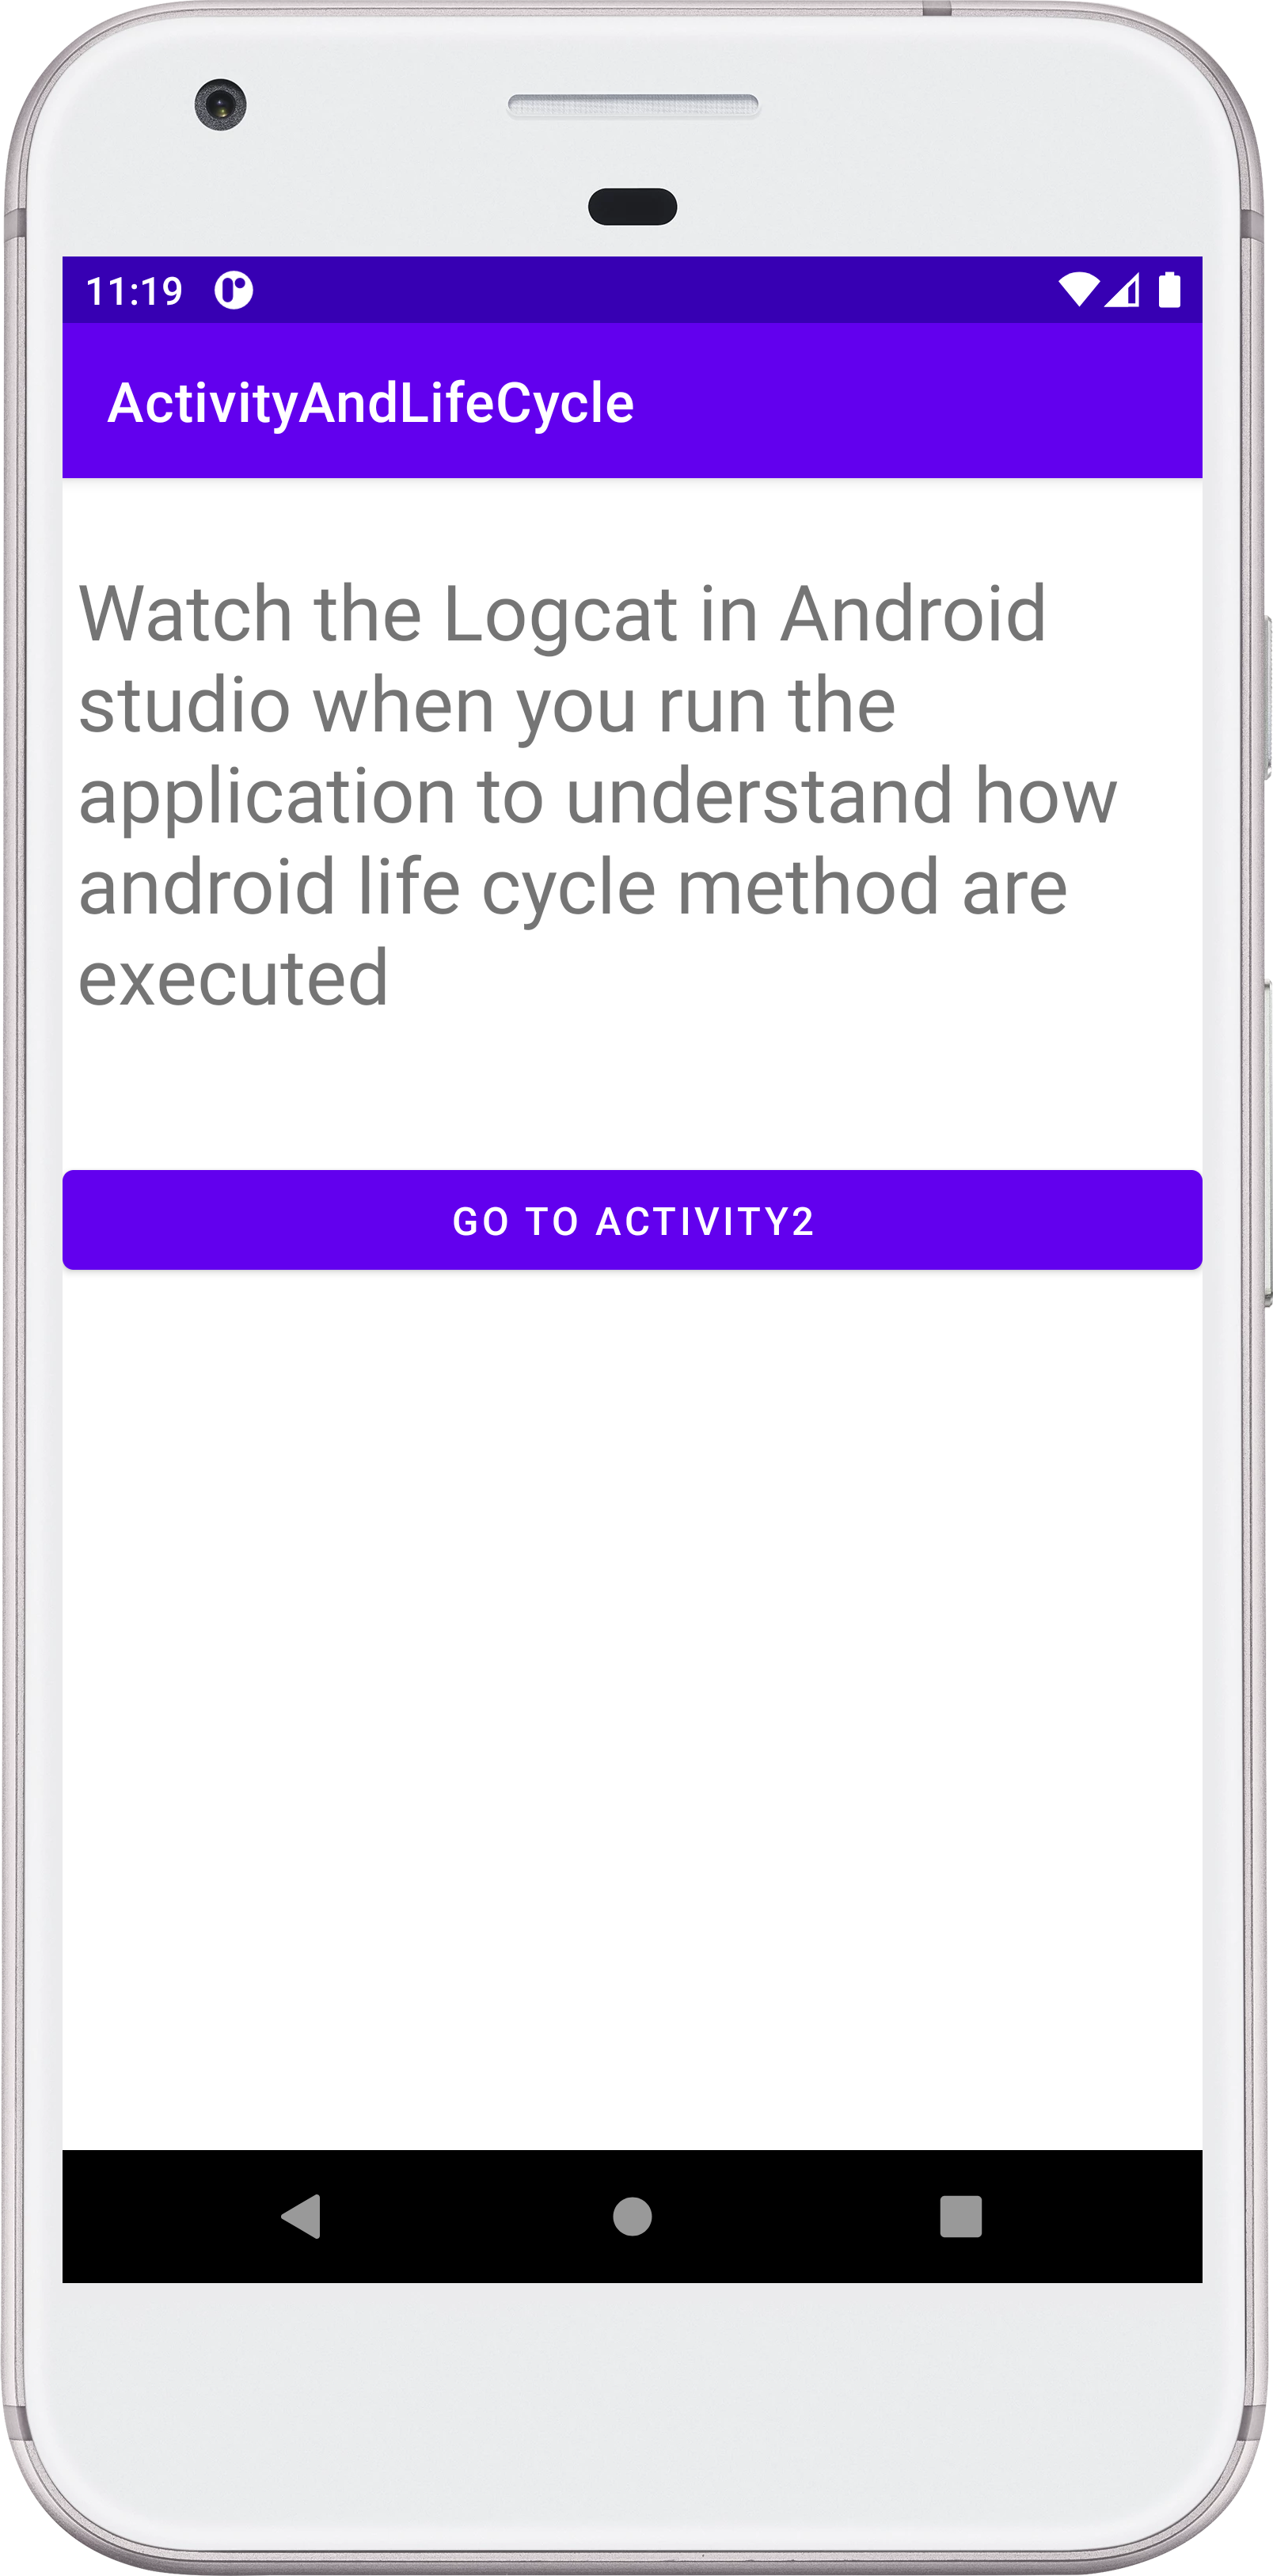 11:19
ActivityAndLifeCycle
Watch the Logcat in Android
studio when you run the
application to understand how
android life cycle method are
executed
GO TO ACTIVITY2